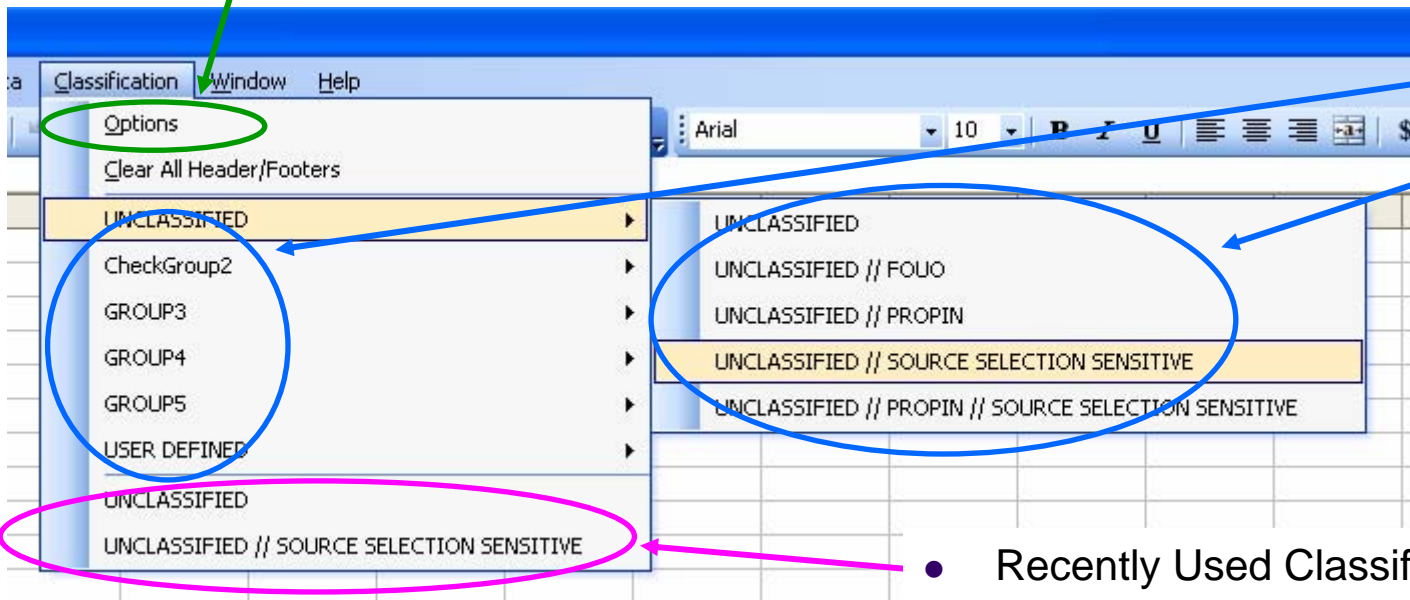 Classification Window Help
Options
Arial 10 B I U $
Clear All Header/Footers
UNCLASSIFIED
UNCLASSIFIED
CheckGroup2
UNCLASSIFIED // FOUO
GROUP3
UNCLASSIFIED // PROPIN
GROUP4
UNCLASSIFIED // SOURCE SELECTION SENSITIVE
GROUP5
UNCLASSIFIED // PROPIN // SOURCE SELECTION SENSITIVE
USER DEFINED
UNCLASSIFIED
UNCLASSIFIED // SOURCE SELECTION SENSITIVE
• Recently Used Classif